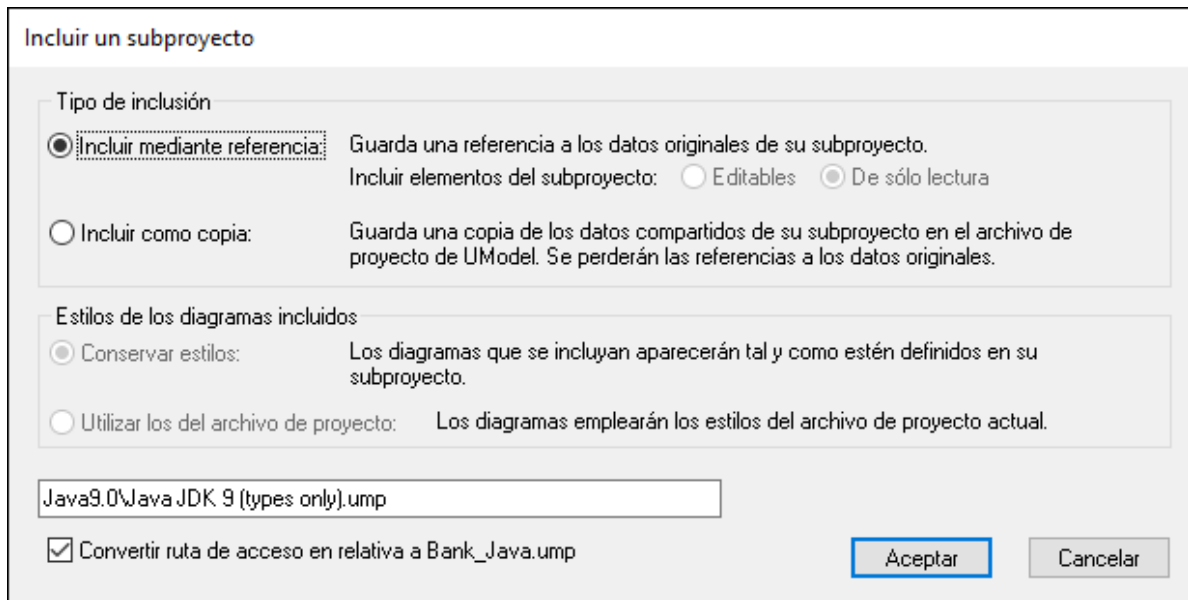 Incluir un subproyecto
Tipo de inclusión
Incluir mediante referencia: Guarda una referencia a los datos originales de su subproyecto.
Incluir elementos del subproyecto: Editables De sólo lectura
Incluir como copia: Guarda una copia de los datos compartidos de su subproyecto en el archivo de
proyecto de UModel. Se perderán las referencias a los datos originales.
Estilos de los diagramas incluidos
Conservar estilos: Los diagramas que se incluyan aparecerán tal y como estén definidos en su
subproyecto.
Utilizar los del archivo de proyecto: Los diagramas emplearán los estilos del archivo de proyecto actual.
Java9.0\Java JDK 9 (types only).ump
Convertir ruta de acceso en relativa a Bank_Java.ump
Aceptar Cancelar